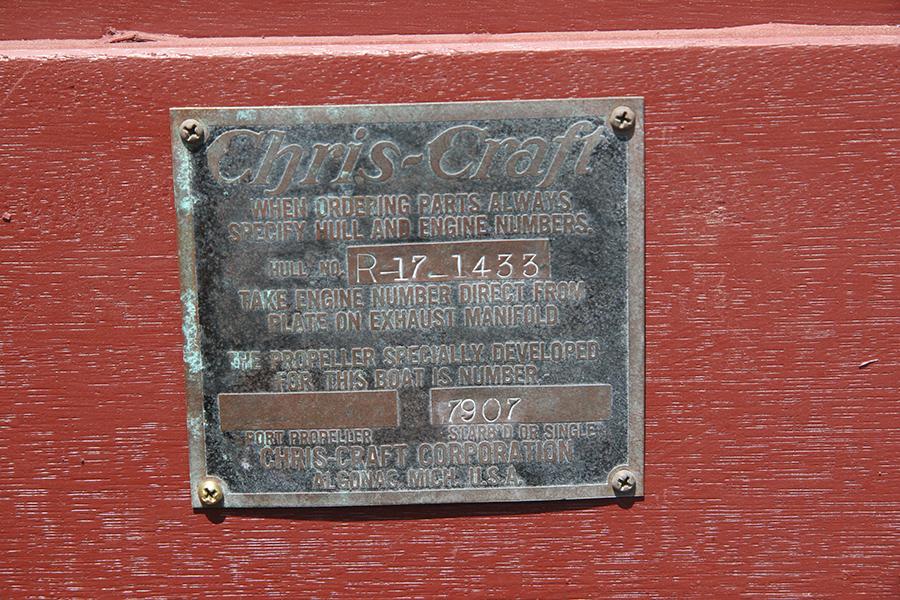 Chris-Craft
WHEN ORDERING PARTS ALWAYS
SPECIFY HULL AND ENGINE NUMBERS.
HULL NO. R-17-1433
TAKE ENGINE NUMBER DIRECT FROM
PLATE ON EXHAUST MANIFOLD
THE PROPELLER SPECIALLY DEVELOPED
FOR THIS BOAT IS NUMBER-
7907
PORT PROPELLER STARB'D OR SINGLE
CHRIS-CRAFT CORPORATION
ALGONAC, MICH. U.S.A.